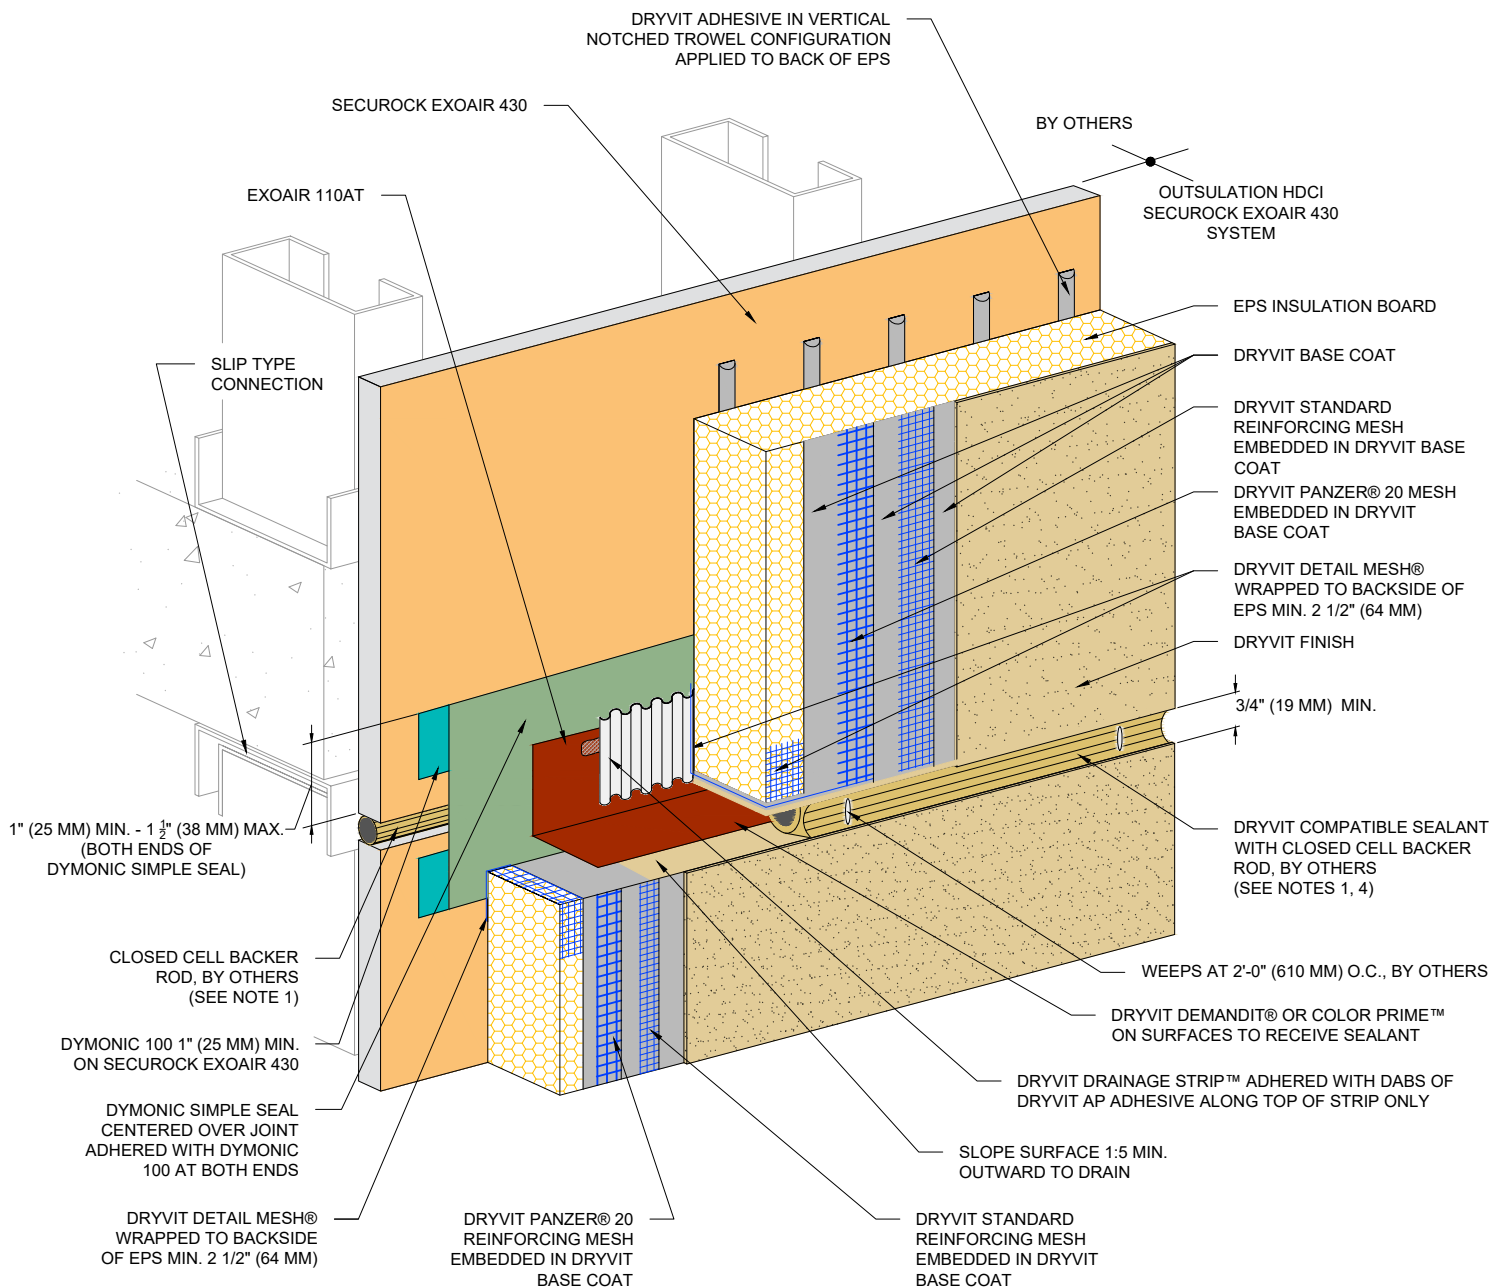 DRYVIT ADHESIVE IN VERTICAL
NOTCHED TROWEL CONFIGURATION
APPLIED TO BACK OF EPS
SECUROCK EXOAIR 430
BY OTHERS
EXOAIR 110AT
OUTSULATION HDCI
SECUROCK EXOAIR 430
SYSTEM
EPS INSULATION BOARD
DRYVIT BASE COAT
SLIP TYPE
CONNECTION
DRYVIT STANDARD
REINFORCING MESH
EMBEDDED IN DRYVIT BASE
COAT
DRYVIT PANZER® 20 MESH
EMBEDDED IN DRYVIT
BASE COAT
DRYVIT DETAIL MESH®
WRAPPED TO BACKSIDE OF
EPS MIN. 2 1/2" (64 MM)
DRYVIT FINISH
3/4" (19 MM) MIN.
1" (25 MM) MIN. - 1 1/2" (38 MM) MAX.
(BOTH ENDS OF
DYMONIC SIMPLE SEAL)
DRYVIT COMPATIBLE SEALANT
WITH CLOSED CELL BACKER
ROD, BY OTHERS
(SEE NOTES 1, 4)
CLOSED CELL BACKER
ROD, BY OTHERS
(SEE NOTE 1)
WEEPS AT 2'-0" (610 MM) O.C., BY OTHERS
DRYVIT DEMANDIT® OR COLOR PRIME™
ON SURFACES TO RECEIVE SEALANT
DYMONIC 100 1" (25 MM) MIN.
ON SECUROCK EXOAIR 430
DRYVIT DRAINAGE STRIP™ ADHERED WITH DABS OF
DRYVIT AP ADHESIVE ALONG TOP OF STRIP ONLY
DYMONIC SIMPLE SEAL
CENTERED OVER JOINT
ADHERED WITH DYMONIC
100 AT BOTH ENDS
SLOPE SURFACE 1:5 MIN.
OUTWARD TO DRAIN
DRYVIT DETAIL MESH®
WRAPPED TO BACKSIDE
OF EPS MIN. 2 1/2" (64 MM)
DRYVIT PANZER® 20
REINFORCING MESH
EMBEDDED IN DRYVIT
BASE COAT
DRYVIT STANDARD
REINFORCING MESH
EMBEDDED IN DRYVIT
BASE COAT